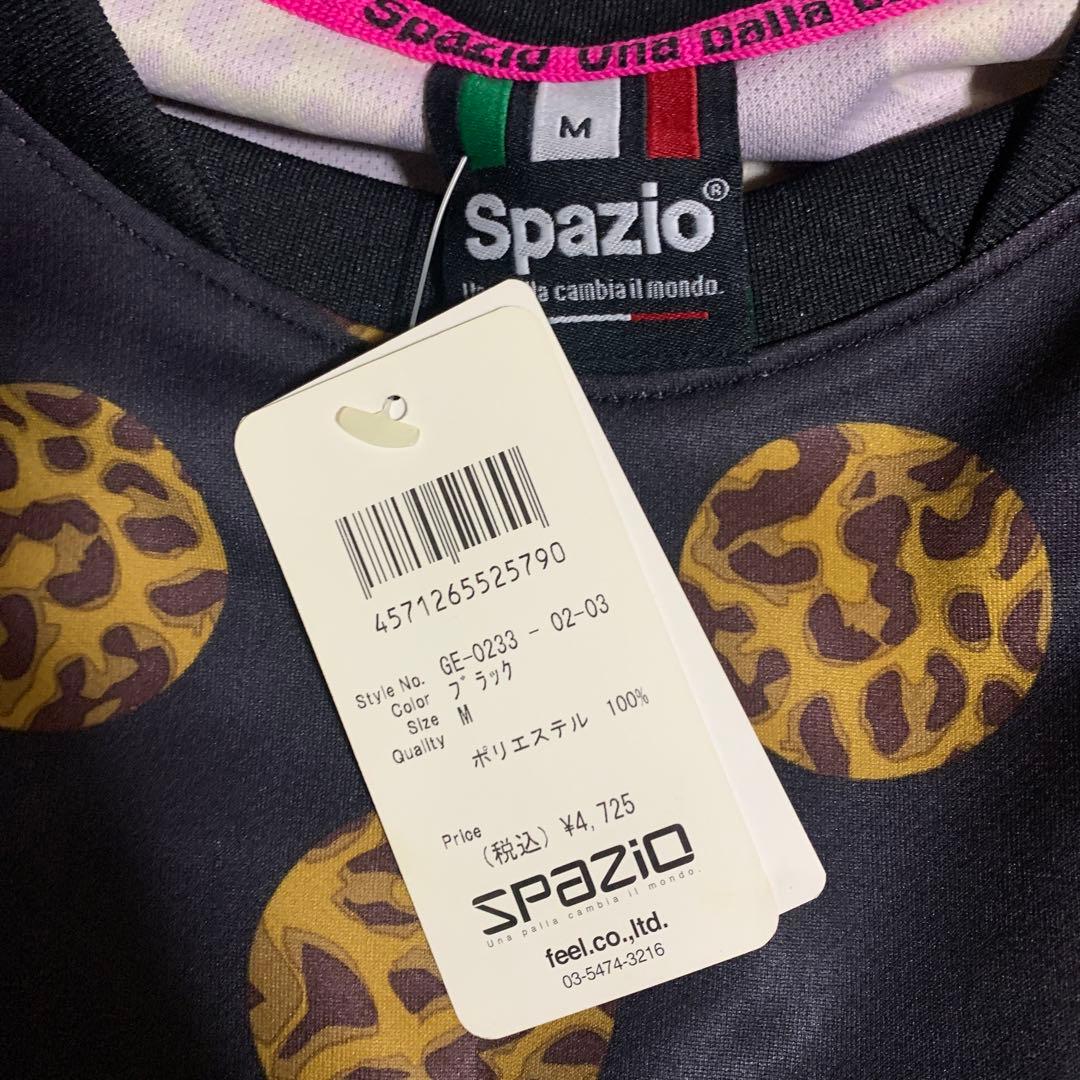 Spazio Una palla
M
Spazio®
cambia il mondo.
4571265525790
Style No. GE-0233 - 02-03
Color ブラック
Size M
Quality
ポリエステル 100%
Price
(税込) ¥4,725
SPAZIO
Una palla cambia il mondo.
feel.co.,ltd.
03-5474-3216